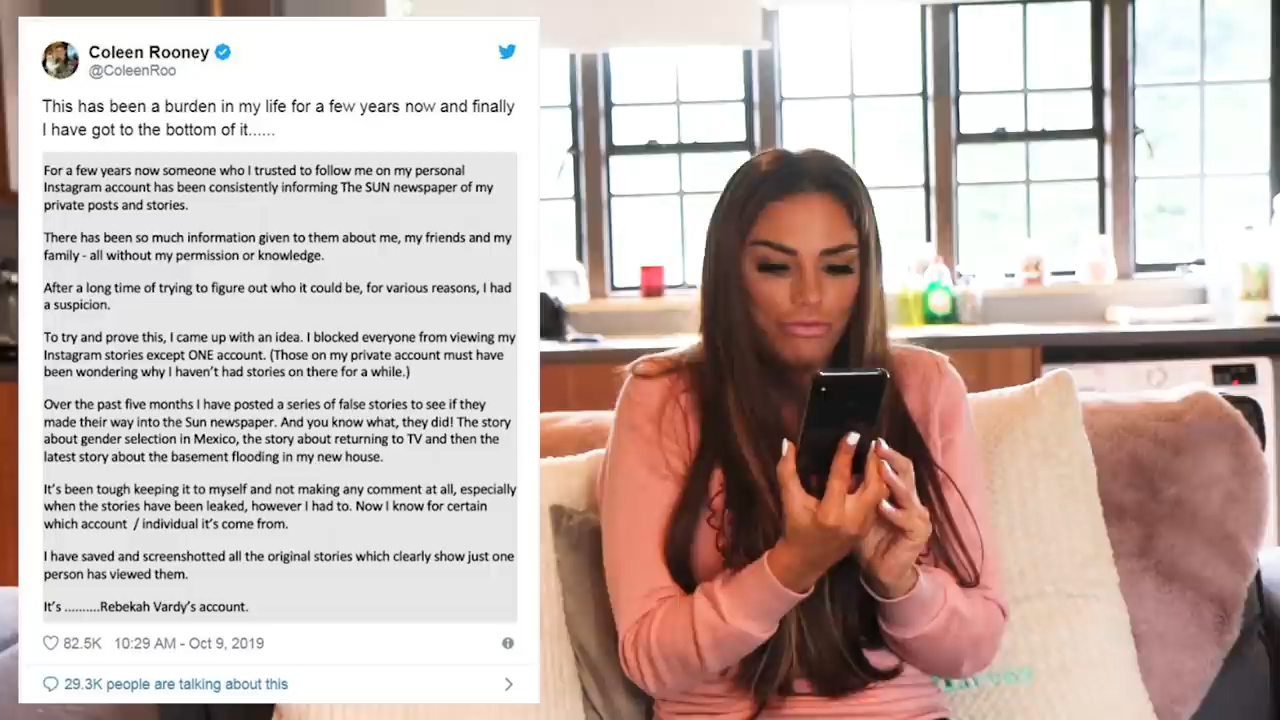 Coleen Rooney
@ColeenRoo
This has been a burden in my life for a few years now and finally
I have got to the bottom of it......
For a few years now someone who I trusted to follow me on my personal
Instagram account has been consistently informing The SUN newspaper of my
private posts and stories.
There has been so much information given to them about me, my friends and my
family - all without my permission or knowledge.
After a long time of trying to figure out who it could be, for various reasons, I had
a suspicion.
To try and prove this, I came up with an idea. I blocked everyone from viewing my
Instagram stories except ONE account. (Those on my private account must have
been wondering why I haven't had stories on there for a while.)
Over the past five months I have posted a series of false stories to see if they
made their way into the Sun newspaper. And you know what, they did! The story
about gender selection in Mexico, the story about returning to TV and then the
latest story about the basement flooding in my new house.
It's been tough keeping it to myself and not making any comment at all, especially
when the stories have been leaked, however I had to. Now I know for certain
which account / individual it's come from.
I have saved and screenshotted all the original stories which clearly show just one
person has viewed them.
It's ..........Rebekah Vardy's account.
82.5K 10:29 AM - Oct 9, 2019
29.3K people are talking about this